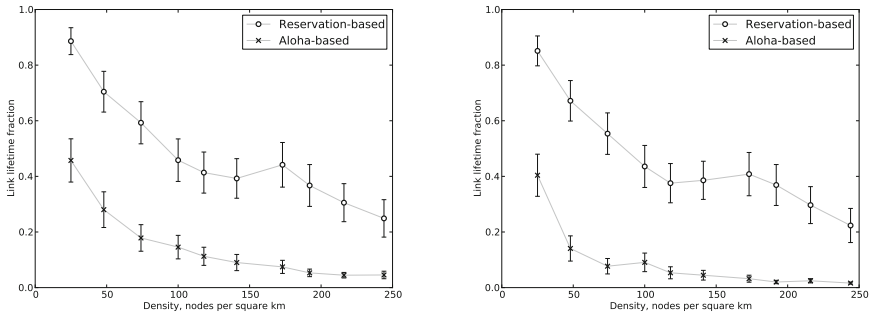 1.0
0.8
0.6
0.4
0.2
0.0
Link lifetime fraction
Reservation-based
Aloha-based
0 50 100 150 200 250
Density, nodes per square km
1.0
0.8
0.6
0.4
0.2
0.0
Link lifetime fraction
Reservation-based
Aloha-based
0 50 100 150 200 250
Density, nodes per square km